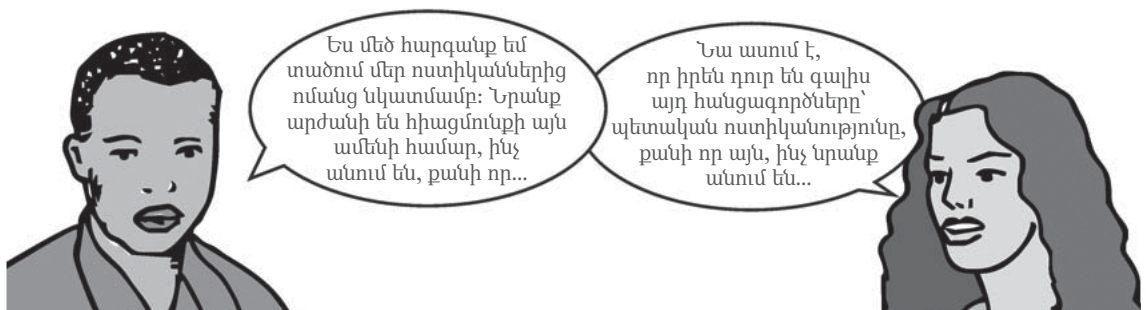 Ես մեծ հարգանք եմ
տածում մեր ոստիկաններից
ոմանց նկատմամբ: Նրանք
արժանի են հիացմունքի այն
ամենի համար, ինչ
անում են, քանի որ...
Նա ասում է,
որ իրեն դուր են գալիս
այդ հանցագործները՝
պետական ոստիկանությունը,
քանի որ այն, ինչ նրանք
անում են...